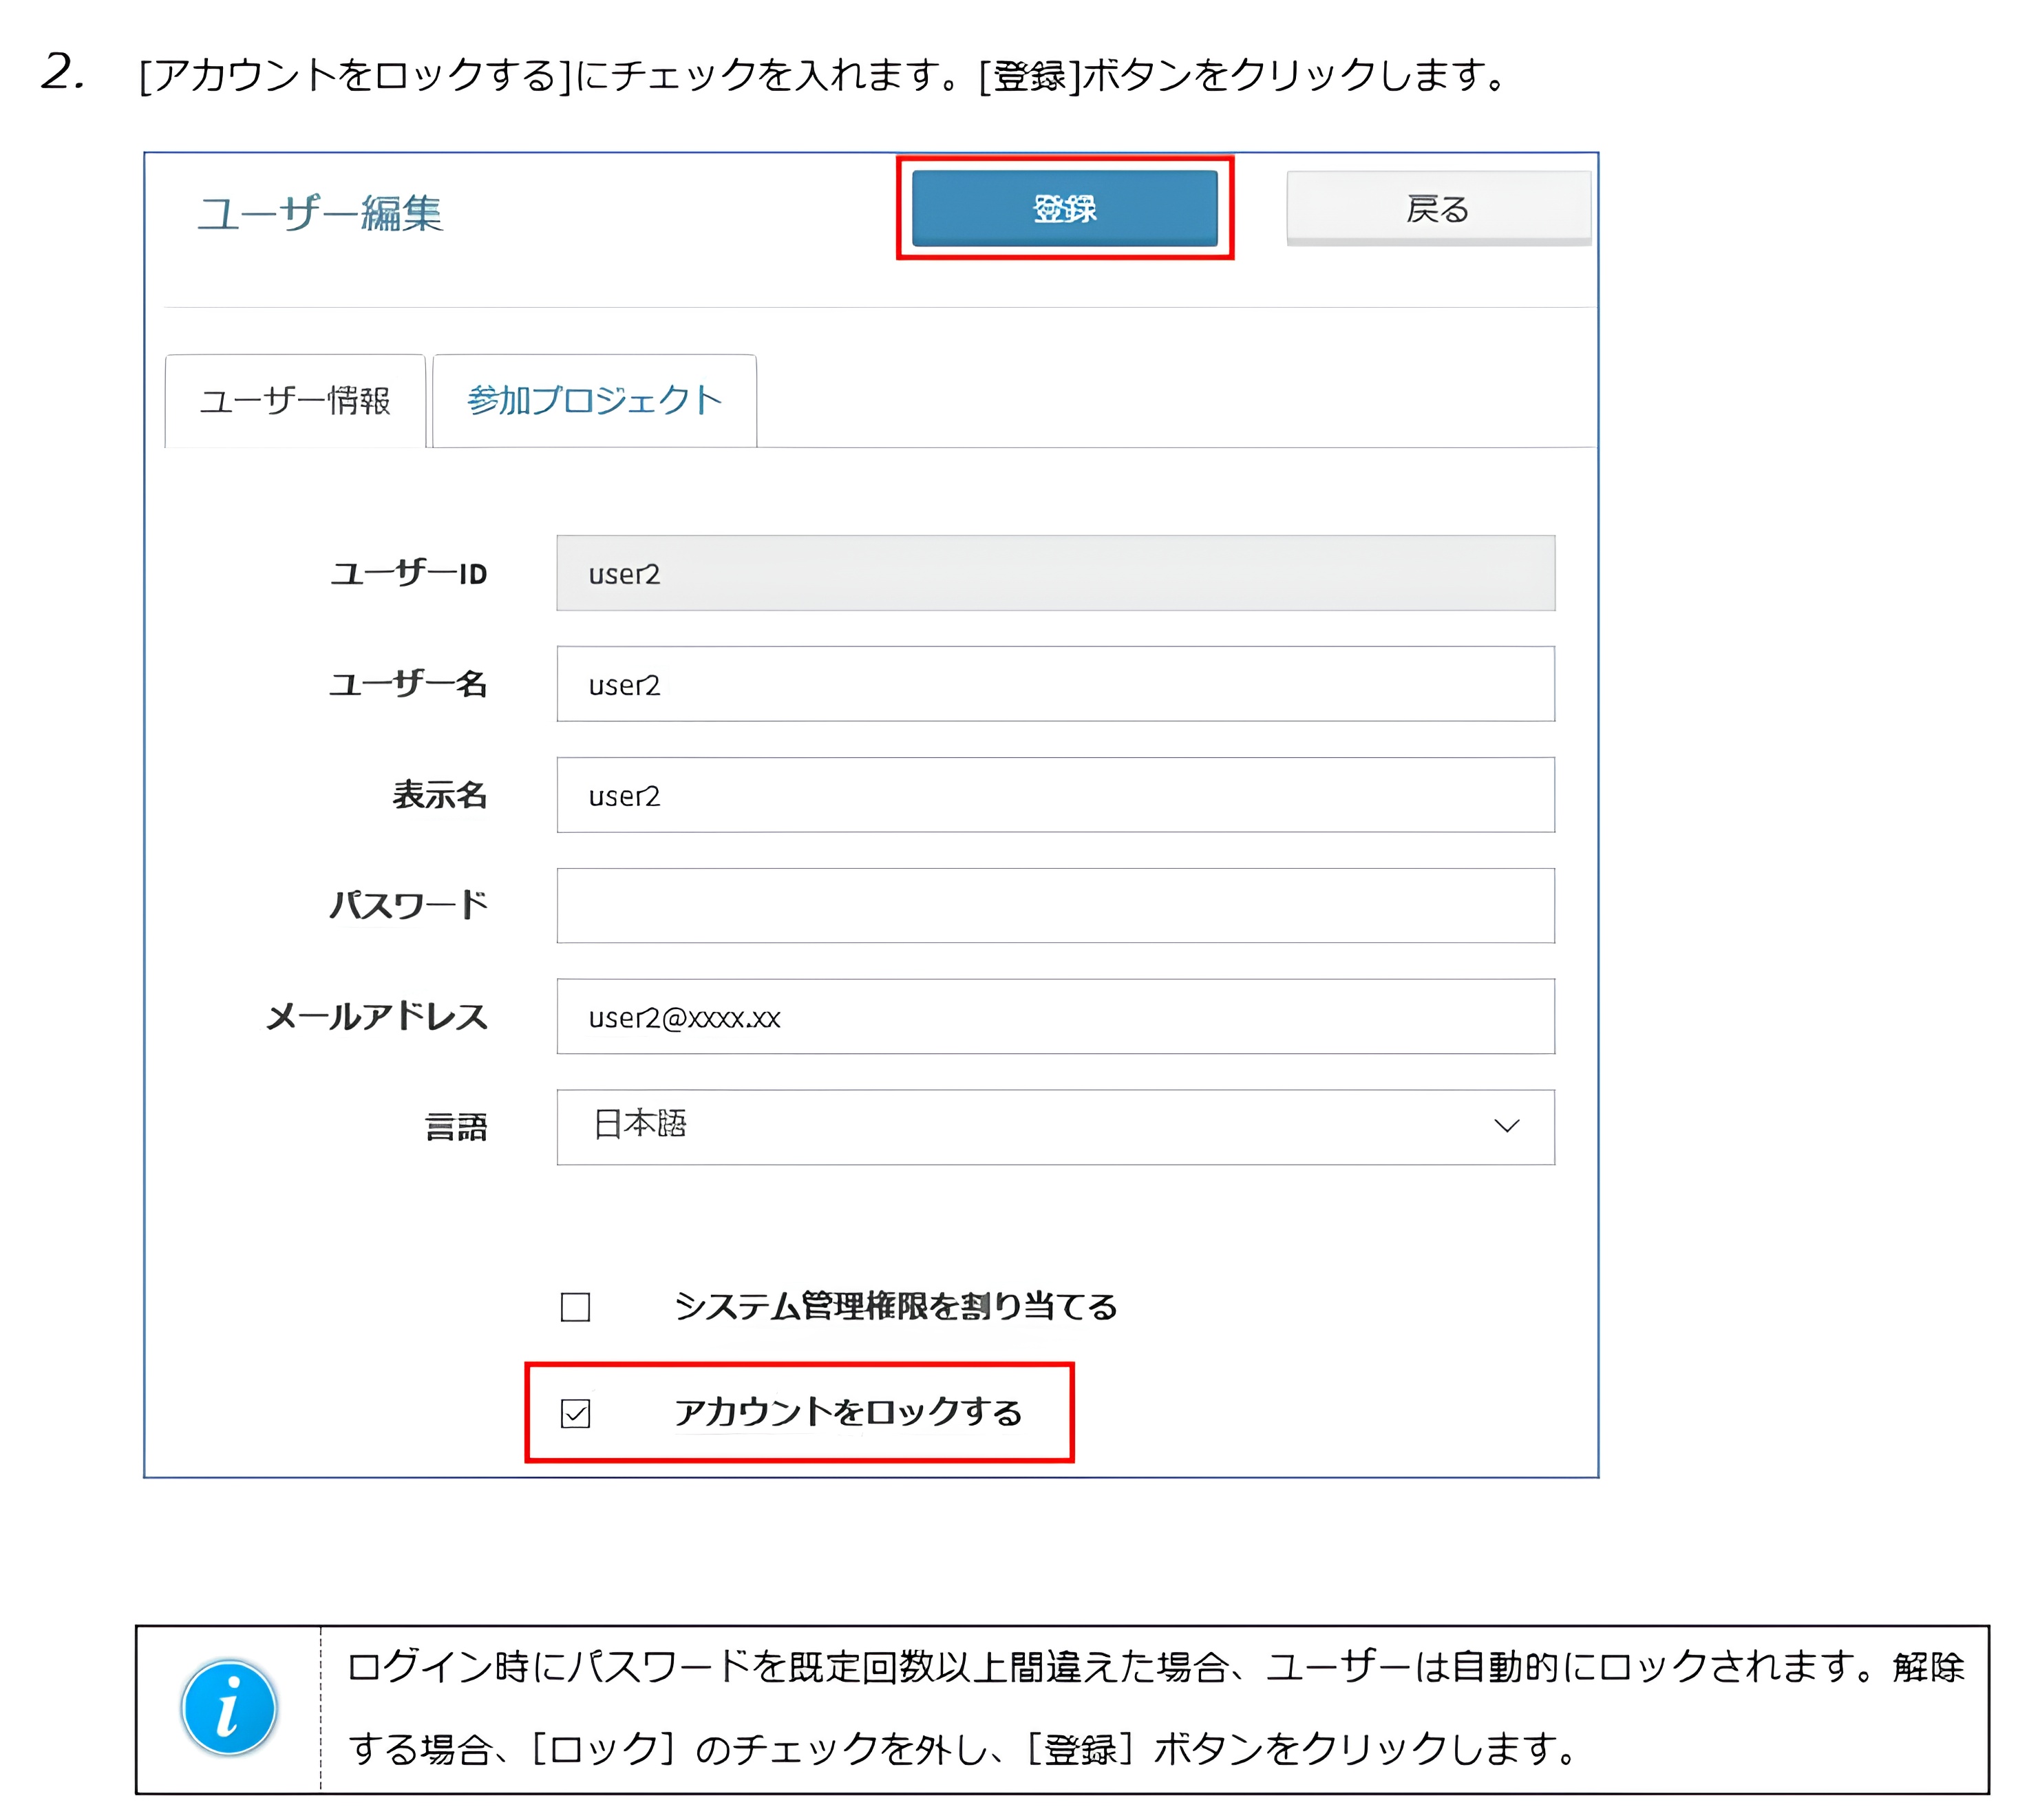 2. [アカウントをロックする]にチェックを入れます。[登録]ボタンをクリックします。
ユーザー編集
登録
戻る
ユーザー情報
参加プロジェクト
ユーザーID
user2
ユーザー名
user2
表示名
user2
パスワード
メールアドレス
user2@xxxx.xx
言語
日本語
システム管理権限を割り当てる
アカウントをロックする
ログイン時にパスワードを既定回数以上間違えた場合、ユーザーは自動的にロックされます。解除
する場合、[ロック] のチェックを外し、[登録] ボタンをクリックします。